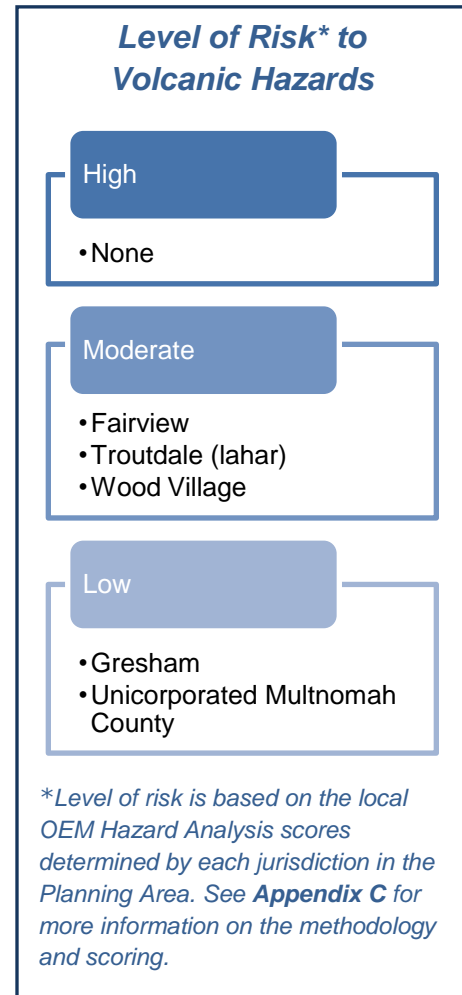 Level of Risk* to
Volcanic Hazards
High
•None
Moderate
•Fairview
•Troutdale (lahar)
•Wood Village
Low
•Gresham
•Unicorporated Multnomah
County
*Level of risk is based on the local
OEM Hazard Analysis scores
determined by each jurisdiction in the
Planning Area. See Appendix C for
more information on the methodology
and scoring.